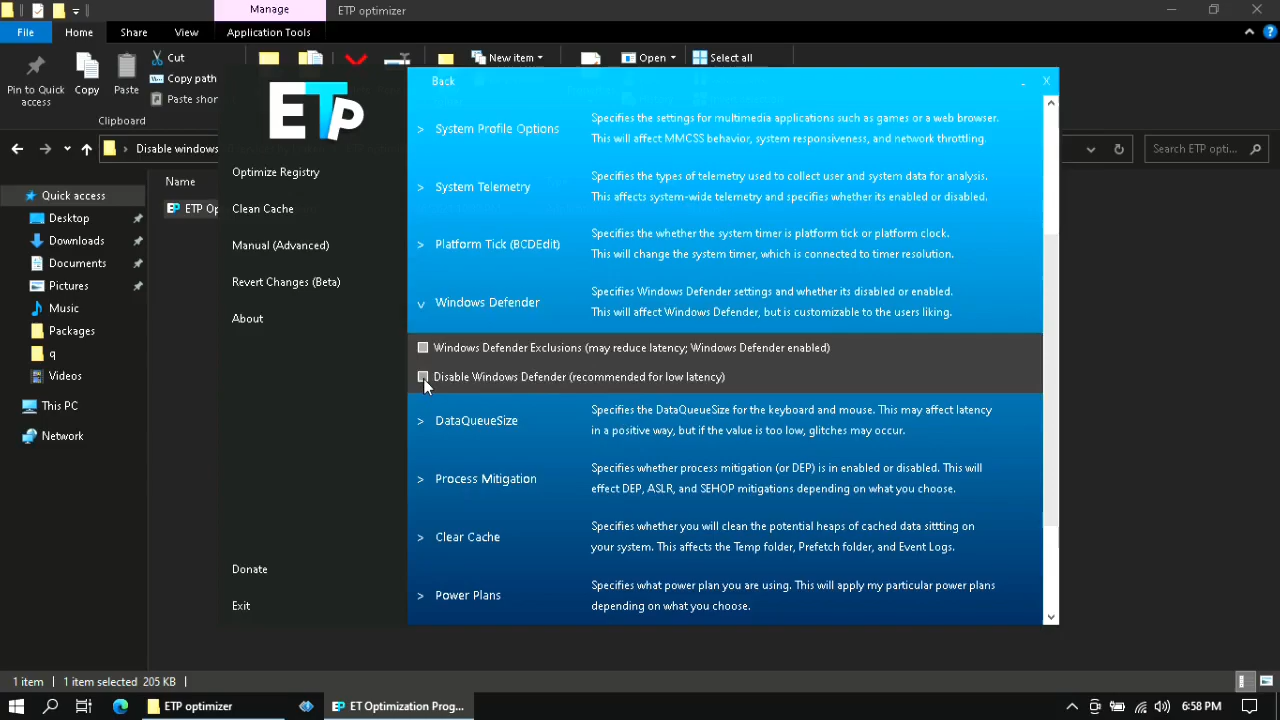 Manage
ETP optimizer
File
Home
Share
View
Application Tools
Pin to Quick
access
Copy
Paste
Cut
Copy path
Paste
Clipboard
New item
Open
Select all
Disable windows
Search ETP opti...
Quick access
Desktop
Downloads
Documents
Pictures
Music
Packages
q
Videos
This PC
Network
Name
ETP Op
ETP
Optimize Registry
Clean Cache
Manual (Advanced)
Revert Changes (Beta)
About
Donate
Exit
Back
_ X
> System Profile Options
Specifies the settings for multimedia applications such as games or a web browser.
This will affect MMCSS behavior, system responsiveness, and network throttling.
> System Telemetry
Specifies the types of telemetry used to collect user and system data for analysis.
This affects system-wide telemetry and specifies whether its enabled or disabled.
> Platform Tick (BCDEdit)
Specifies the whether the system timer is platform tick or platform clock.
This will change the system timer, which is connected to timer resolution.
v Windows Defender
Specifies Windows Defender settings and whether its disabled or enabled.
This will affect Windows Defender, but is customizable to the users liking.
Windows Defender Exclusions (may reduce latency; Windows Defender enabled)
Disable Windows Defender (recommended for low latency)
> DataQueueSize
Specifies the DataQueueSize for the keyboard and mouse. This may affect latency
in a positive way, but if the value is too low, glitches may occur.
> Process Mitigation
Specifies whether process mitigation (or DEP) is in enabled or disabled. This will
effect DEP, ASLR, and SEHOP mitigations depending on what you choose.
> Clear Cache
Specifies whether you will clean the potential heaps of cached data sittting on
your system. This affects the Temp folder, Prefetch folder, and Event Logs.
> Power Plans
Specifies what power plan you are using. This will apply my particular power plans
depending on what you choose.
1 item
1 item selected 205 KB
ETP optimizer
EP ET Optimization Prog...
6:58 PM